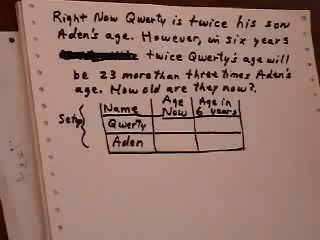 Right Now Qwerty is twice his son
Aden's age. However, in six years
twice Qwerty's age will
be 23 more than three times Aden's
age. How old are they now?.
Name Age Now Age in 6 years
Setup Qwerty
Aden